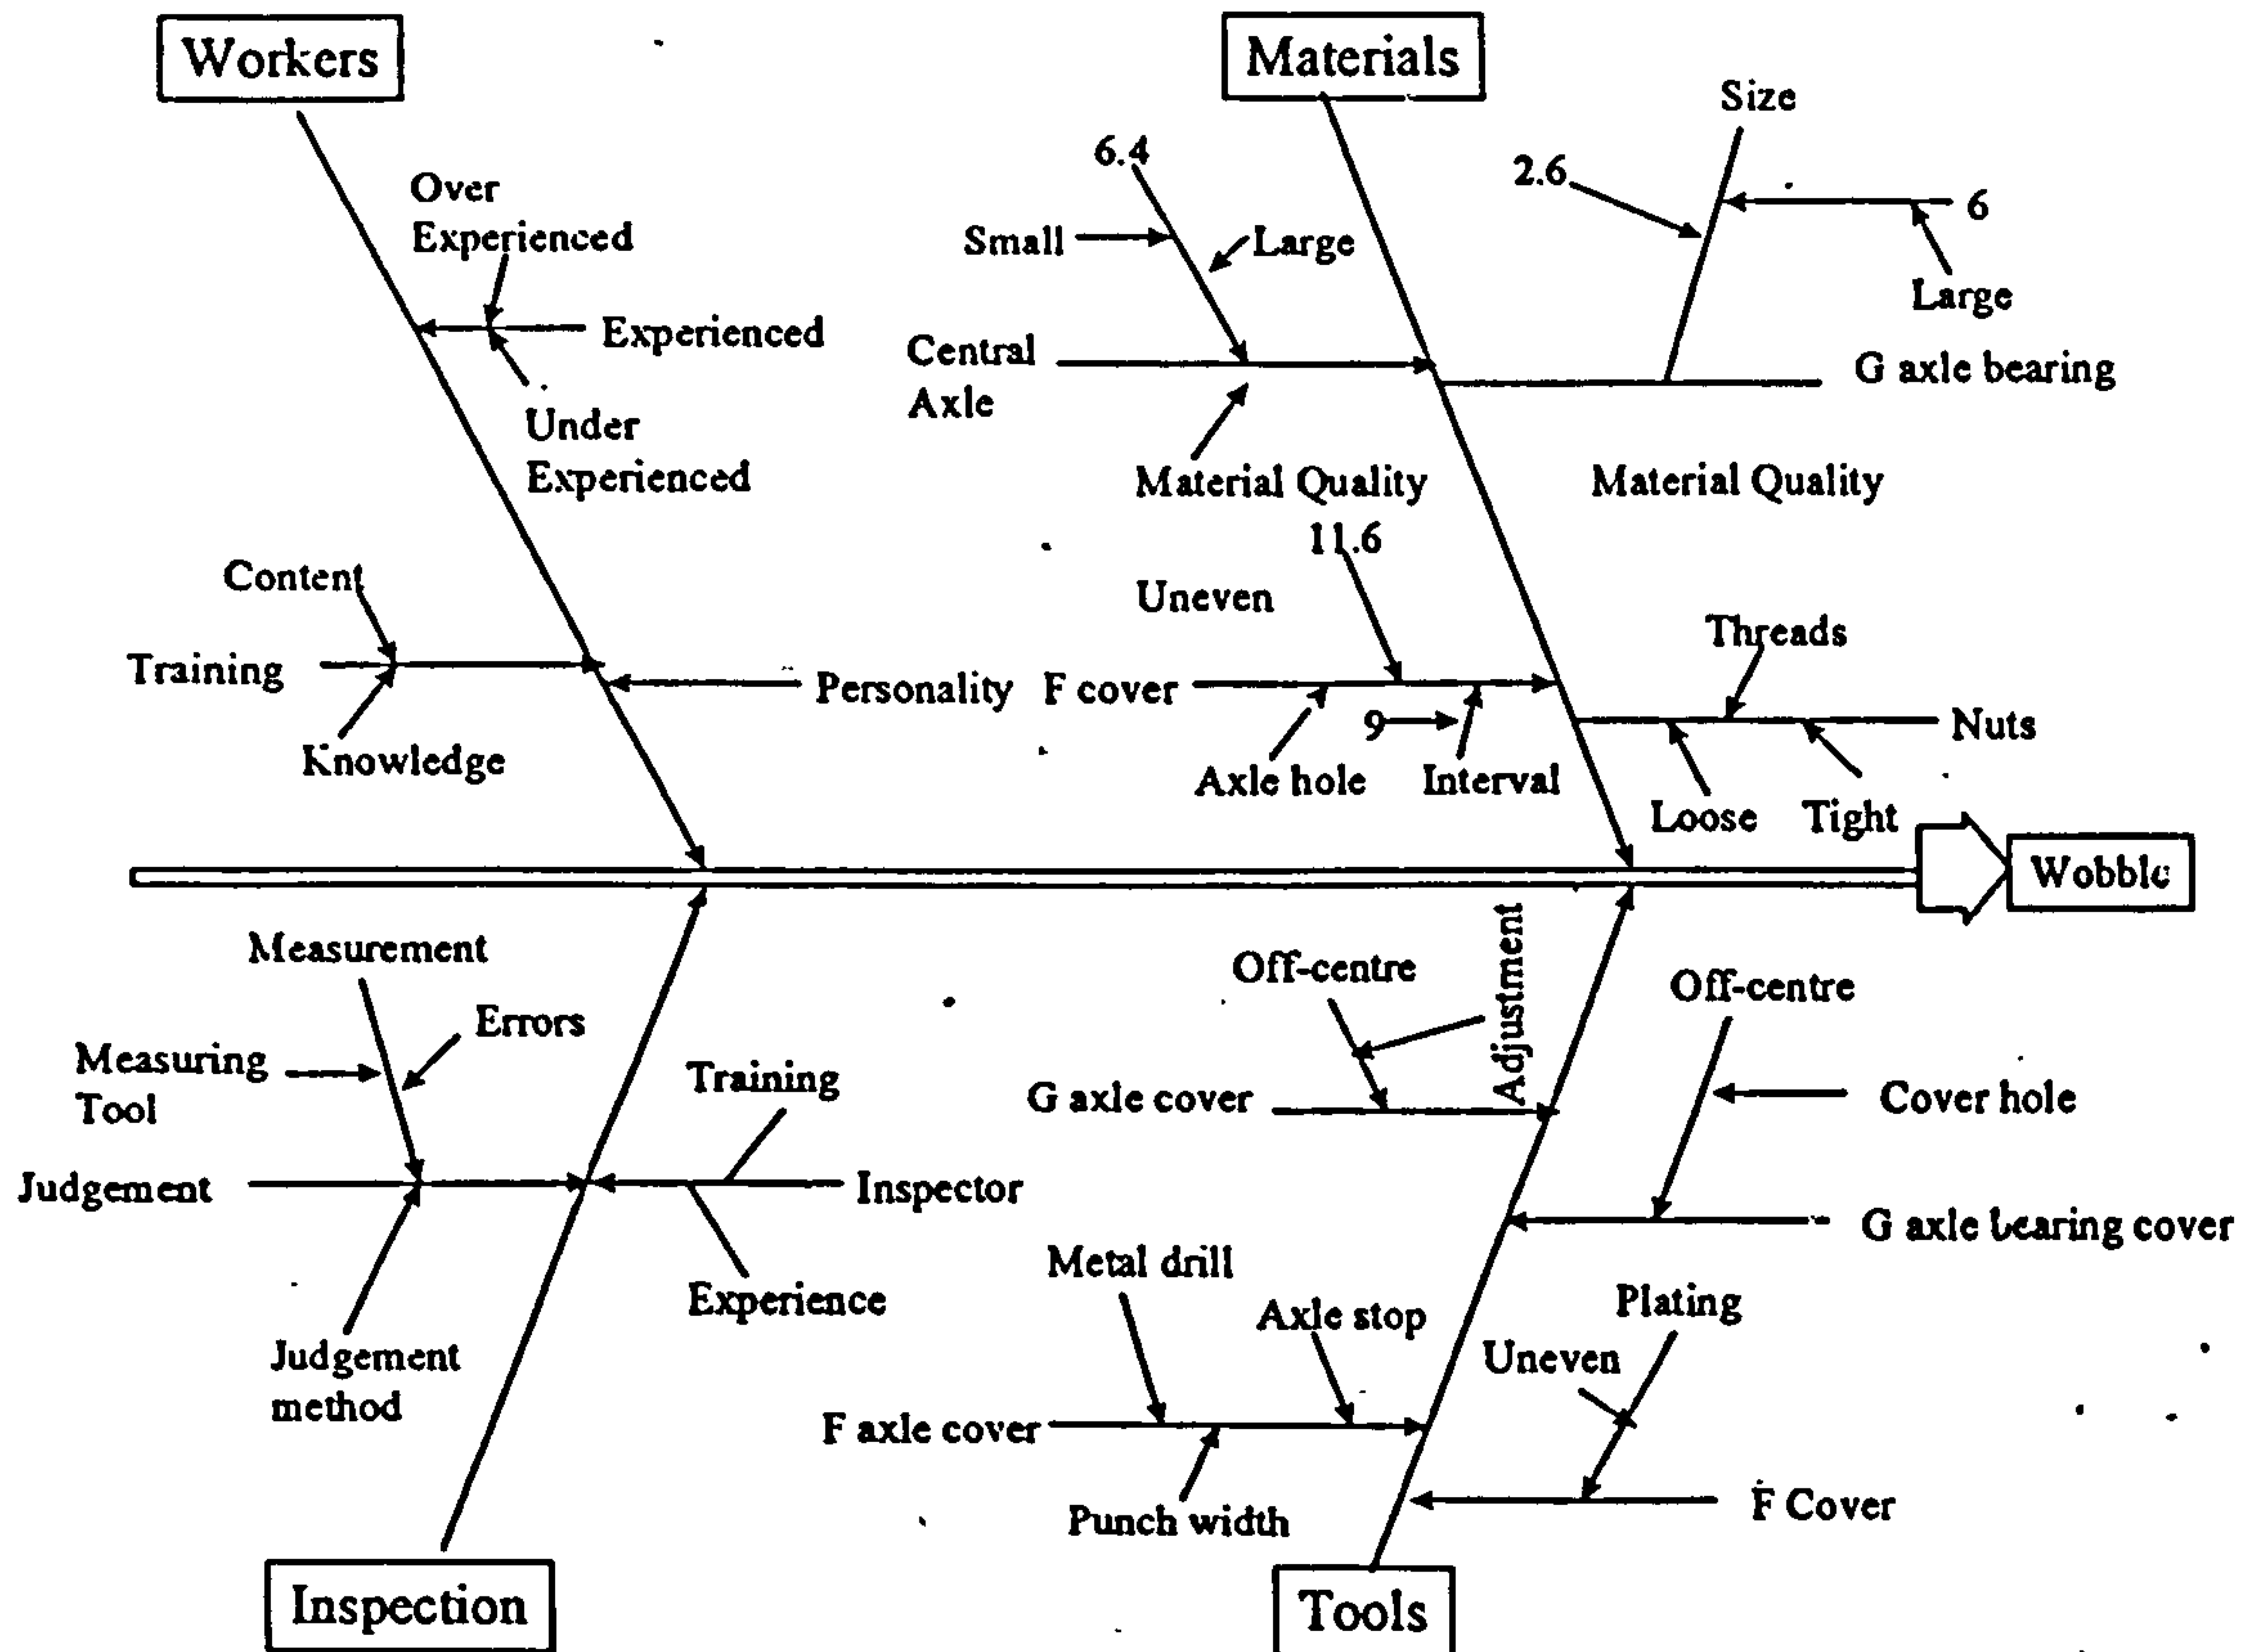 Workers
Materials
Size
6.4
2.6
6
Over
Experienced
Small
Large
Large
Experienced
Central
Axle
G axle bearing
Under
Experienced
Material Quality
Material Quality
11.6
Content
Uneven
Threads
Training
Personality
F cover
9
Nuts
Knowledge
Axle hole
Interval
Loose
Tight
Wobble
Measurement
Off-centre
Adjustment
Off-centre
Errors
Measuring
Tool
Training
G axle cover
Cover hole
Judgement
Inspector
G axle bearing cover
Metal drill
Experience
Plating
Axle stop
Uneven
Judgement
method
F axle cover
Punch width
F Cover
Inspection
Tools